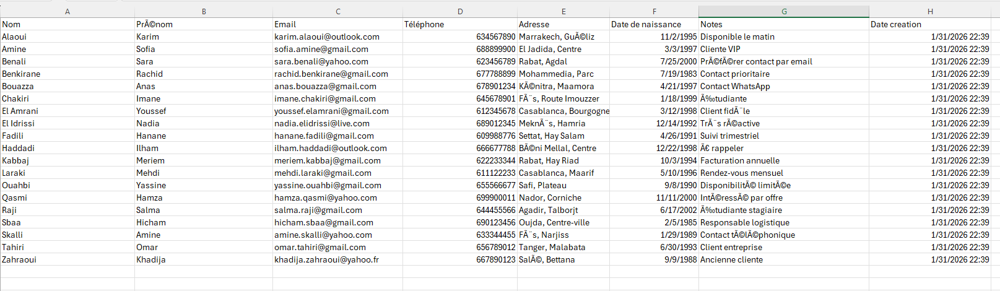 A B C D E F G H
Nom PrÃ©nom Email Téléphone Adresse Date de naissance Notes Date creation
Alaoui Karim karim.alaoui@outlook.com 634567890 Marrakech, GuÃ©liz 11/2/1995 Disponible le matin 1/31/2026 22:39
Amine Sofia sofia.amine@gmail.com 688899900 El Jadida, Centre 3/3/1997 Cliente VIP 1/31/2026 22:39
Benali Sara sara.benali@yahoo.com 623456789 Rabat, Agdal 7/25/2000 PrÃ©fÃ©rer contact par email 1/31/2026 22:39
Benkirane Rachid rachid.benkirane@gmail.com 677788899 Mohammedia, Parc 7/19/1983 Contact prioritaire 1/31/2026 22:39
Bouazza Anas anas.bouazza@gmail.com 678901234 KÃ©nitra, Maamora 4/21/1997 Contact WhatsApp 1/31/2026 22:39
Chakiri Imane imane.chakiri@gmail.com 645678901 FÃ¨s, Route Imouzzer 1/18/1999 Ã‰tudiante 1/31/2026 22:39
El Amrani Youssef youssef.elamrani@gmail.com 612345678 Casablanca, Bourgogne 3/12/1998 Client fidÃ¨le 1/31/2026 22:39
El Idrissi Nadia nadia.elidrissi@live.com 689012345 MeknÃ¨s, Hamria 12/14/1992 TrÃ¨s rÃ©active 1/31/2026 22:39
Fadili Hanane hanane.fadili@gmail.com 609988776 Settat, Hay Salam 4/26/1991 Suivi trimestriel 1/31/2026 22:39
Haddadi Ilham ilham.haddadi@outlook.com 666677788 BÃ©ni Mellal, Centre 12/22/1998 Ã€ rappeler 1/31/2026 22:39
Kabbaj Meriem meriem.kabbaj@gmail.com 622233344 Rabat, Hay Riad 10/3/1994 Facturation annuelle 1/31/2026 22:39
Laraki Mehdi mehdi.laraki@gmail.com 611122233 Casablanca, Maarif 5/10/1996 Rendez-vous mensuel 1/31/2026 22:39
Ouahbi Yassine yassine.ouahbi@gmail.com 655566677 Safi, Plateau 9/8/1990 DisponibilitÃ© limitÃ©e 1/31/2026 22:39
Qasmi Hamza hamza.qasmi@yahoo.com 699900011 Nador, Corniche 11/11/2000 IntÃ©ressÃ© par offre 1/31/2026 22:39
Raji Salma salma.raji@gmail.com 644455566 Agadir, Talborjt 6/17/2002 Ã‰tudiante stagiaire 1/31/2026 22:39
Sbaa Hicham hicham.sbaa@gmail.com 690123456 Oujda, Centre-ville 2/5/1985 Responsable logistique 1/31/2026 22:39
Skalli Amine amine.skalli@yahoo.com 633344455 FÃ¨s, Narjiss 1/29/1989 Contact tÃ©lÃ©phonique 1/31/2026 22:39
Tahiri Omar omar.tahiri@gmail.com 656789012 Tanger, Malabata 6/30/1993 Client entreprise 1/31/2026 22:39
Zahraoui Khadija khadija.zahraoui@yahoo.fr 667890123 SalÃ©, Bettana 9/9/1988 Ancienne cliente 1/31/2026 22:39